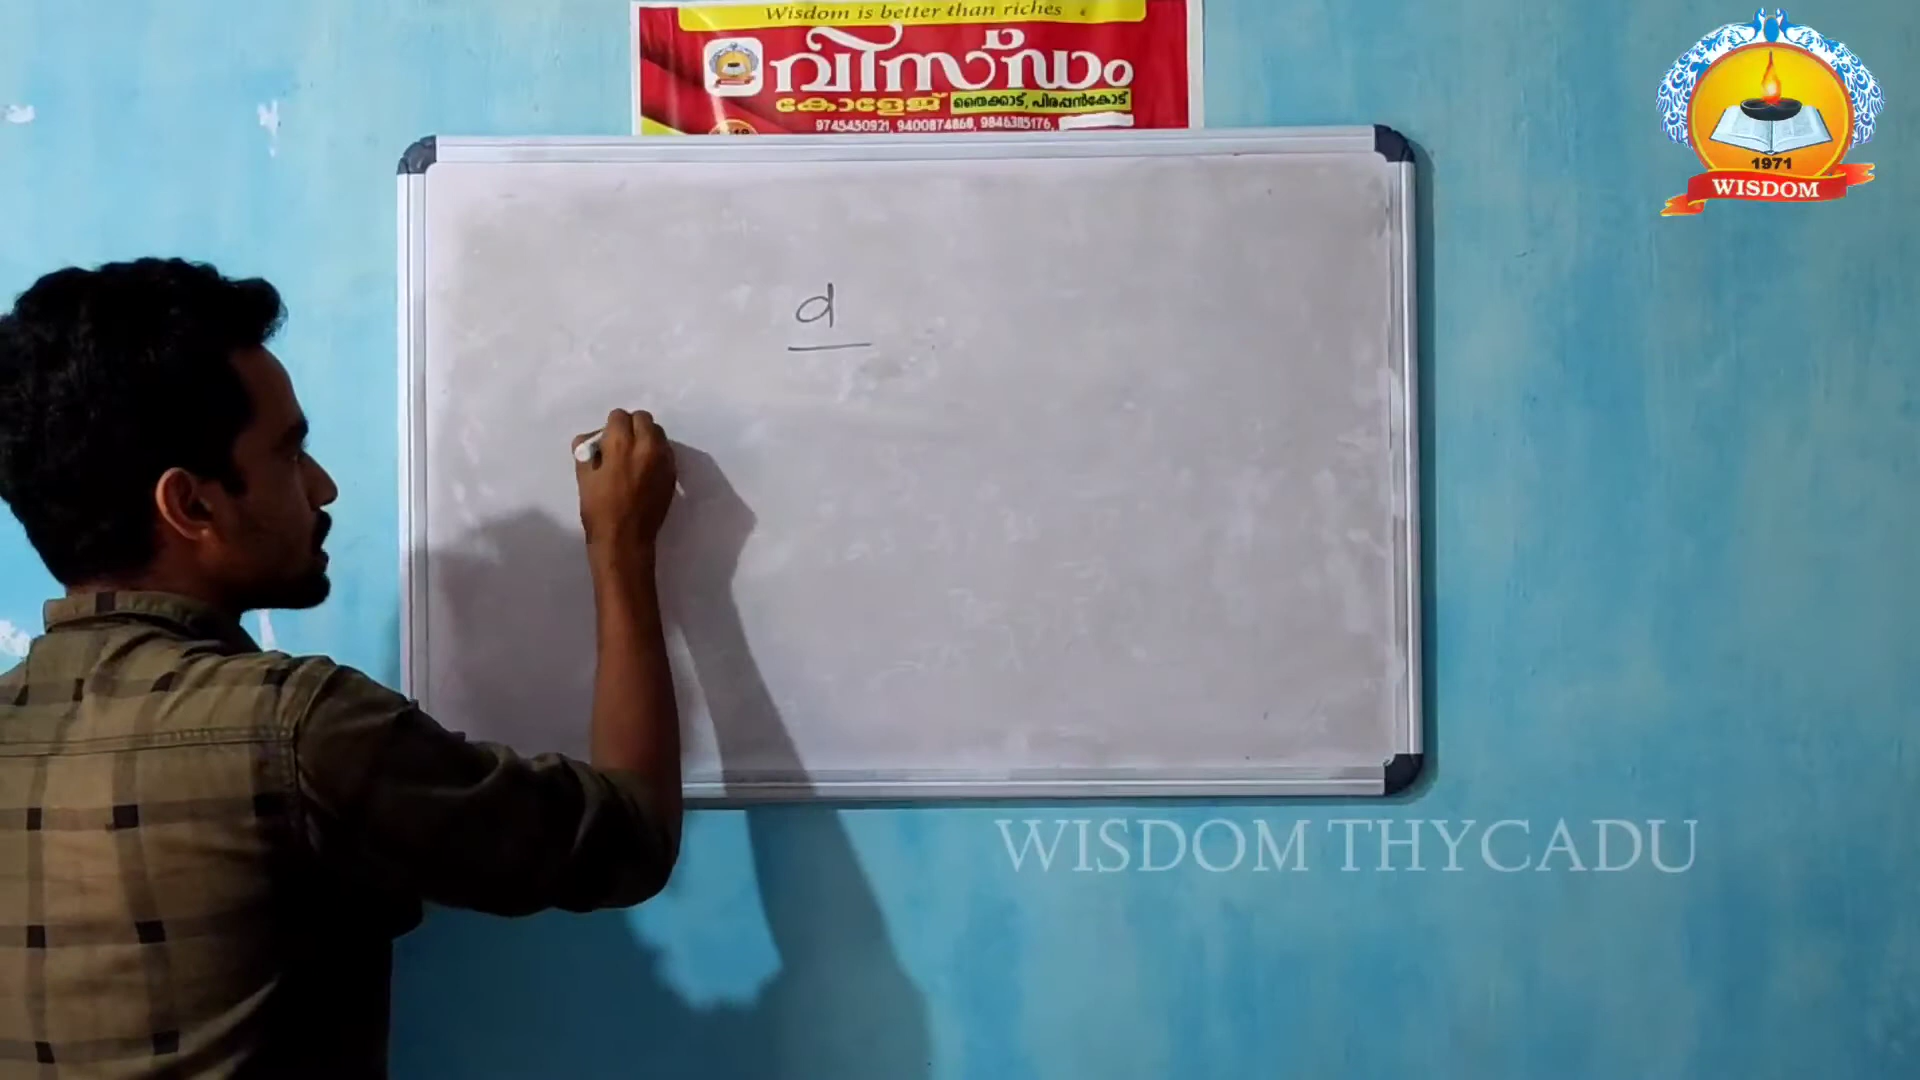 Wisdom is better than riches
വിസ്ഡം
കോളേജ് തൈക്കാട്, പിരപ്പൻകോട്
9745450921, 9400874868, 9846385176,
1971
WISDOM
d
WISDOM THYCADU